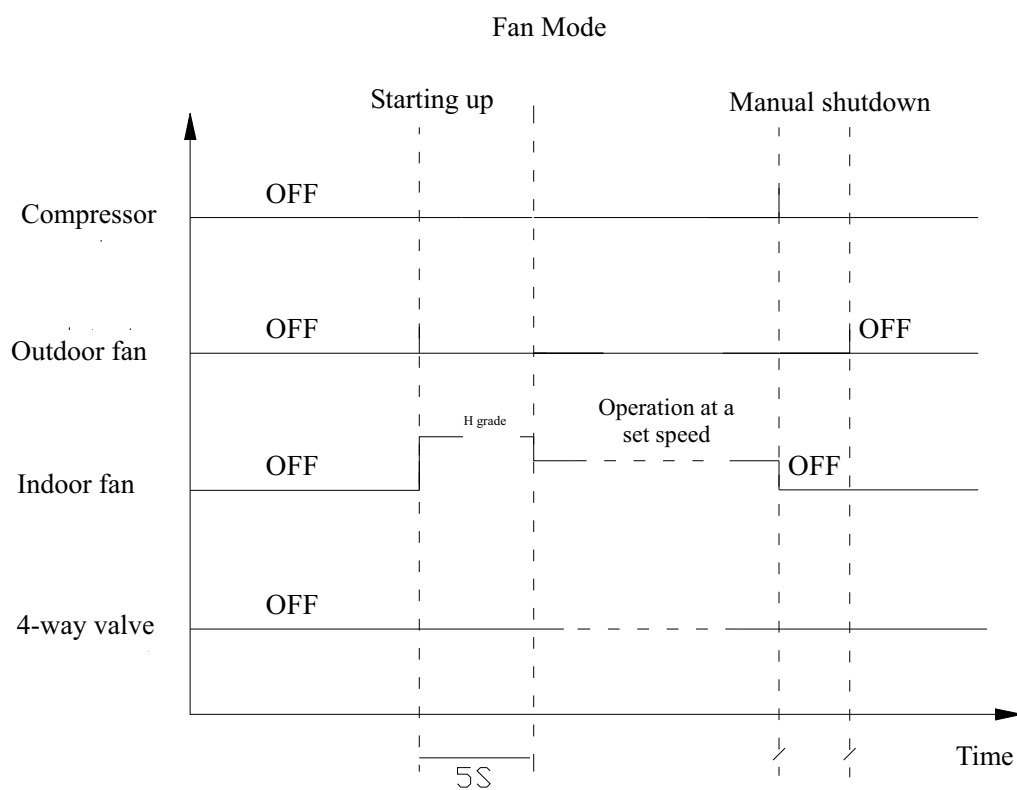 Fan Mode
Starting up
Manual shutdown
Compressor
OFF
Outdoor fan
OFF
OFF
H grade
Operation at a
set speed
Indoor fan
OFF
OFF
4-way valve
OFF
Time
5S